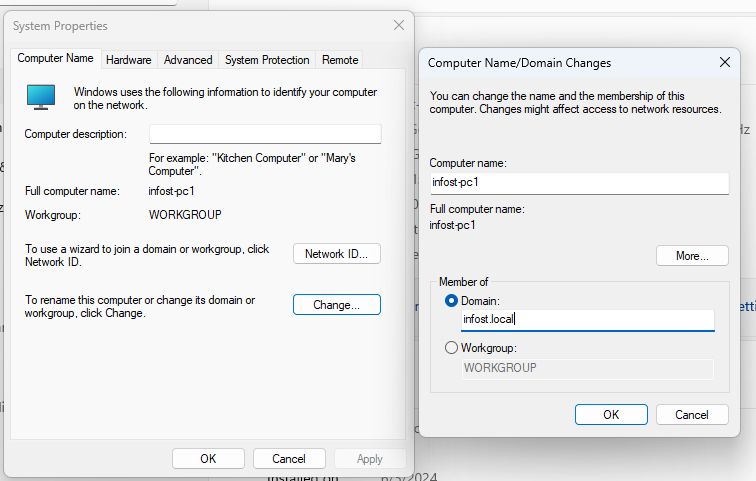 System Properties
Computer Name
Hardware
Advanced
System Protection
Remote
Windows uses the following information to identify your computer
on the network.
Computer description:
For example: "Kitchen Computer" or "Mary's
Computer".
Full computer name:
infost-pc1
Workgroup:
WORKGROUP
To use a wizard to join a domain or workgroup, click
Network ID.
Network ID...
To rename this computer or change its domain or
workgroup, click Change.
Change...
OK
Cancel
Apply
Computer Name/Domain Changes
You can change the name and the membership of this
computer. Changes might affect access to network resources.
Computer name:
infost-pc1
Full computer name:
infost-pc1
More...
Member of
Domain:
infost.local
Workgroup:
WORKGROUP
OK
Cancel
6/3/2024